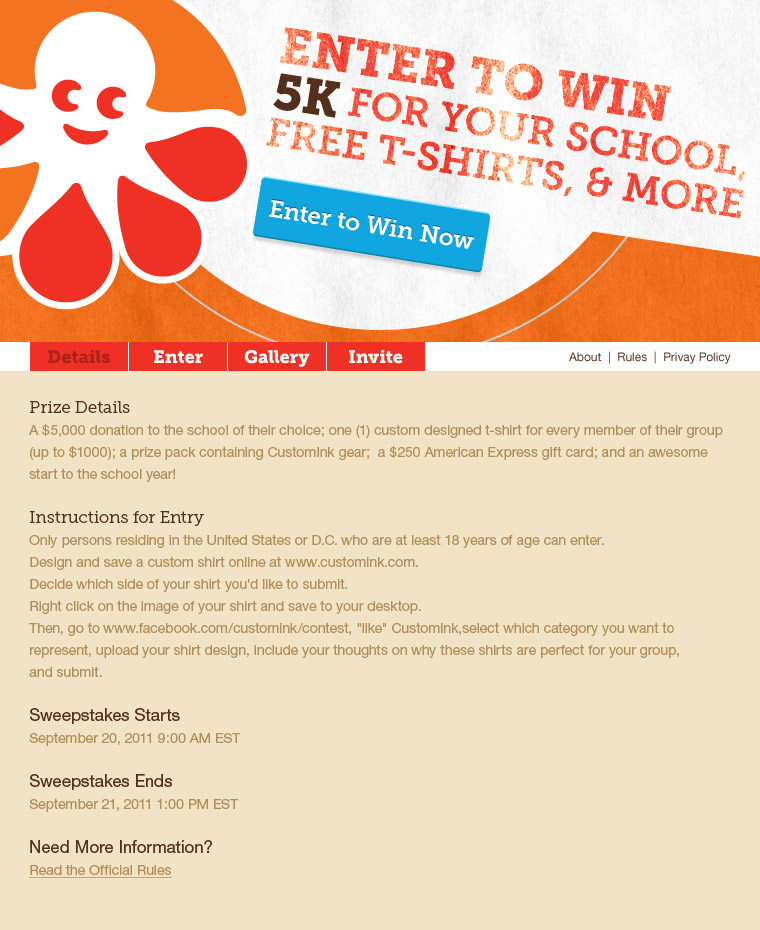 ENTER TO WIN
5K FOR YOUR SCHOOL,
FREE T-SHIRTS, & MORE
Enter to Win Now
Details Enter Gallery Invite About | Rules | Privay Policy
Prize Details
A $5,000 donation to the school of their choice; one (1) custom designed t-shirt for every member of their group
(up to $1000); a prize pack containing CustomInk gear;  a $250 American Express gift card; and an awesome
start to the school year!
Instructions for Entry
Only persons residing in the United States or D.C. who are at least 18 years of age can enter.
Design and save a custom shirt online at www.customink.com.
Decide which side of your shirt you'd like to submit.
Right click on the image of your shirt and save to your desktop.
Then, go to www.facebook.com/customink/contest, "like" CustomInk,select which category you want to
represent, upload your shirt design, include your thoughts on why these shirts are perfect for your group,
and submit.
Sweepstakes Starts
September 20, 2011 9:00 AM EST
Sweepstakes Ends
September 21, 2011 1:00 PM EST
Need More Information?
Read the Official Rules